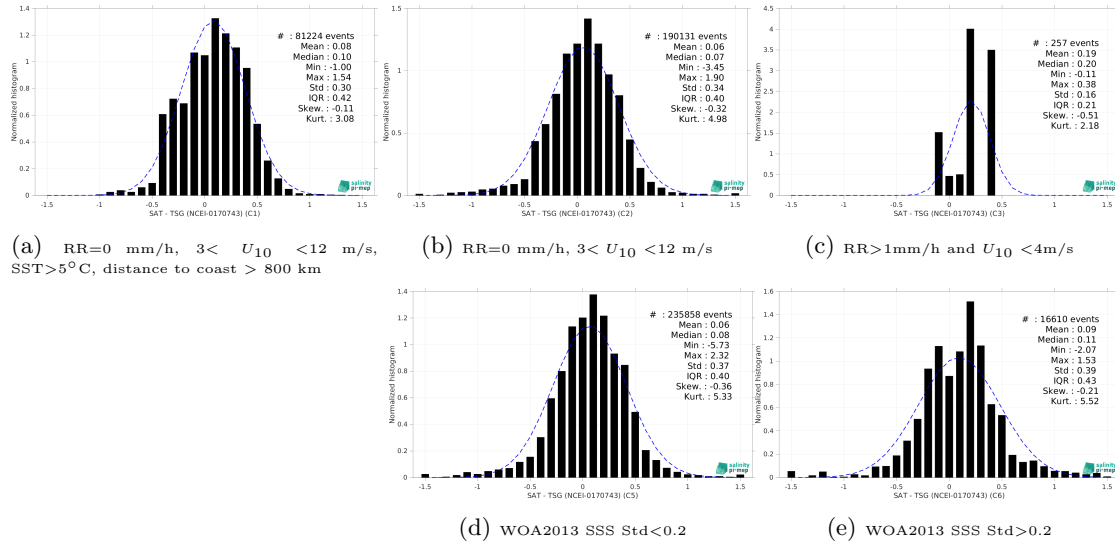 1.4
1.2
1
0.8
0.6
0.4
0.2
0
Normalized histogram
-1.5 -1 -0.5 0 0.5 1 1.5
SAT - TSG (NCEI-0170743) (C1)
# : 81224 events
Mean : 0.08
Median : 0.10
Min : -1.00
Max : 1.54
Std : 0.30
IQR : 0.42
Skew. : -0.11
Kurt. : 3.08
salinity
pi-mep
1.5
1
0.5
0
Normalized histogram
-1.5 -1 -0.5 0 0.5 1 1.5
SAT - TSG (NCEI-0170743) (C2)
# : 190131 events
Mean : 0.06
Median : 0.07
Min : -3.45
Max : 1.90
Std : 0.34
IQR : 0.40
Skew. : -0.32
Kurt. : 4.98
salinity
pi-mep
4.5
4
3.5
3
2.5
2
1.5
1
0.5
0
Normalized histogram
-1.5 -1 -0.5 0 0.5 1 1.5
SAT - TSG (NCEI-0170743) (C3)
# : 257 events
Mean : 0.19
Median : 0.20
Min : -0.11
Max : 0.38
Std : 0.16
IQR : 0.21
Skew. : -0.51
Kurt. : 2.18
salinity
pi-mep
(a) RR=0 mm/h, 3< U10 <12 m/s,
SST>5°C, distance to coast > 800 km
(b) RR=0 mm/h, 3< U10 <12 m/s
(c) RR>1mm/h and U10 <4m/s
1.4
1.2
1
0.8
0.6
0.4
0.2
0
Normalized histogram
-1.5 -1 -0.5 0 0.5 1 1.5
SAT - TSG (NCEI-0170743) (C5)
# : 235858 events
Mean : 0.06
Median : 0.08
Min : -5.73
Max : 2.32
Std : 0.37
IQR : 0.40
Skew. : -0.36
Kurt. : 5.33
salinity
pi-mep
1.6
1.4
1.2
1
0.8
0.6
0.4
0.2
0
Normalized histogram
-1.5 -1 -0.5 0 0.5 1 1.5
SAT - TSG (NCEI-0170743) (C6)
# : 16610 events
Mean : 0.09
Median : 0.11
Min : -2.07
Max : 1.53
Std : 0.39
IQR : 0.43
Skew. : -0.21
Kurt. : 5.52
salinity
pi-mep
(d) WOA2013 SSS Std<0.2
(e) WOA2013 SSS Std>0.2